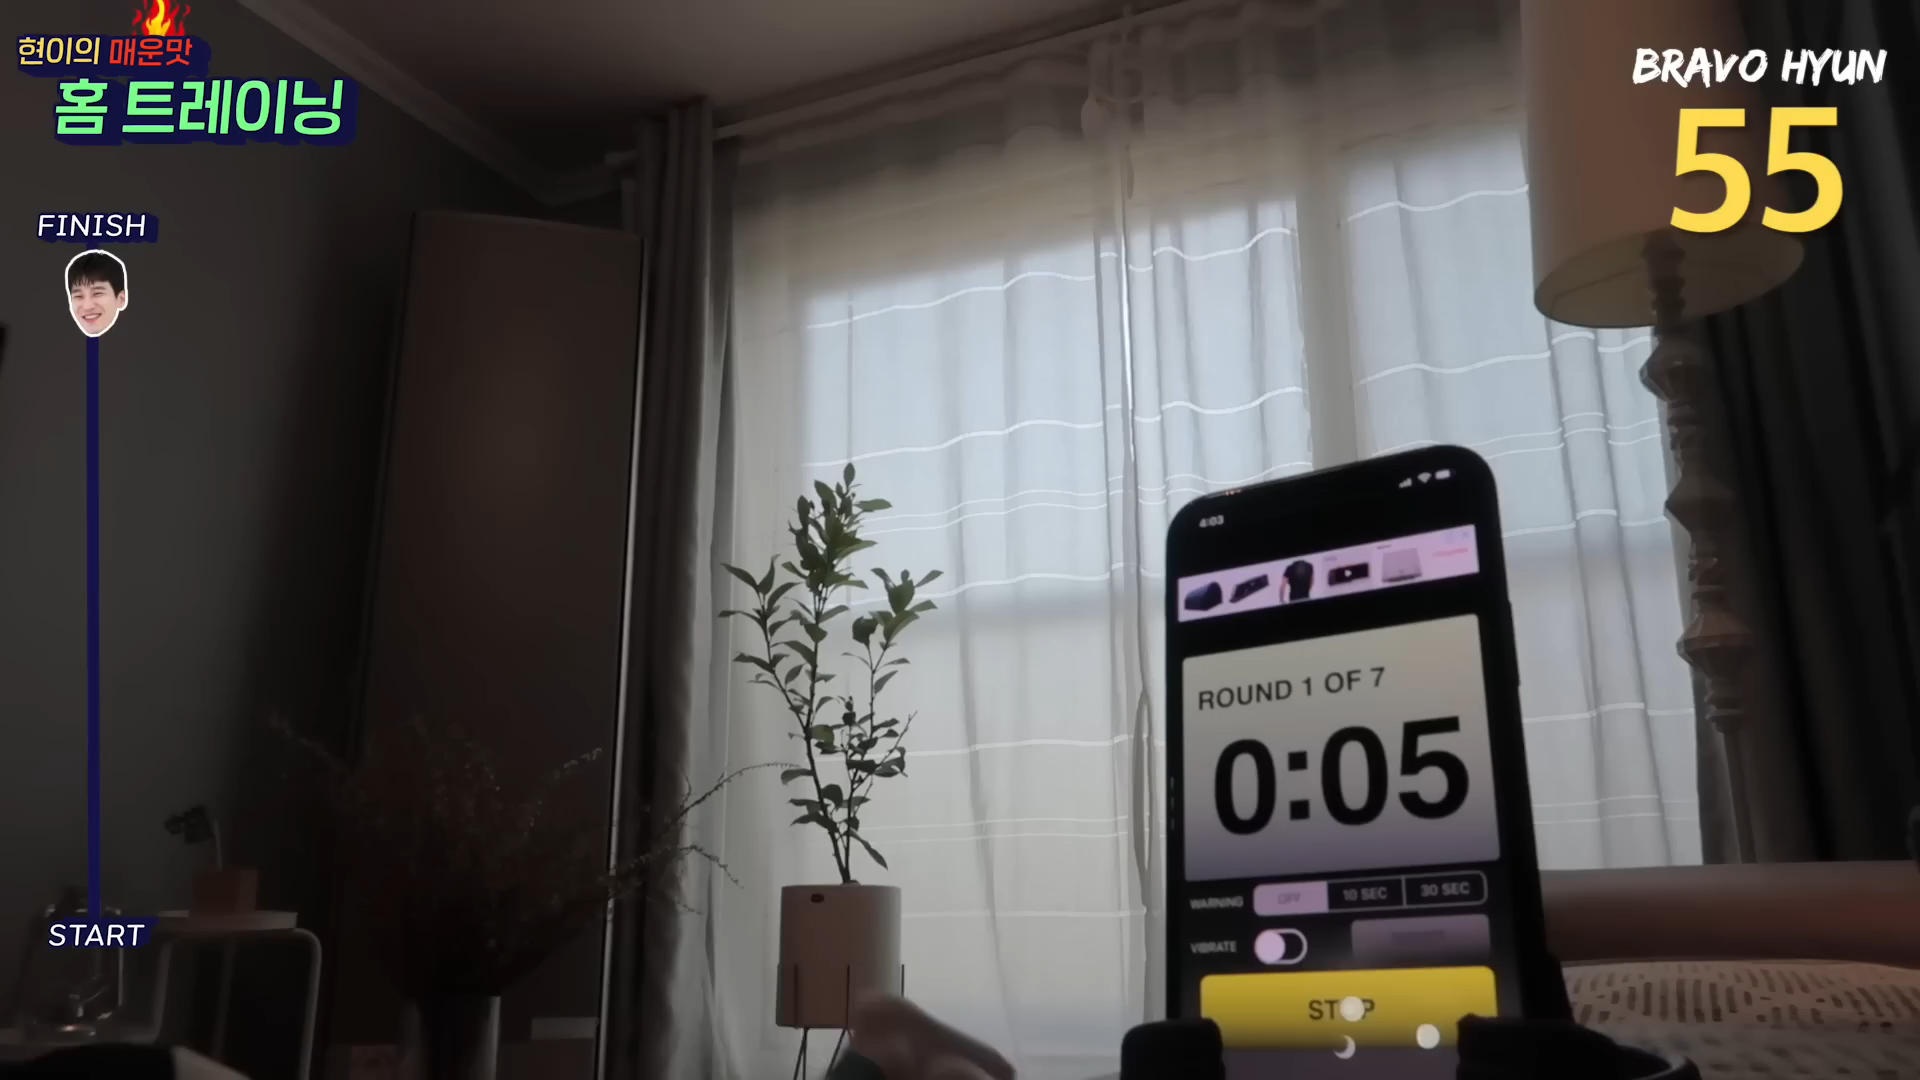 현이의 매운맛
홈 트레이닝
BRAVO HYUN
55
FINISH
START
4:03
ROUND 1 OF 7
0:05
WARNING OFF 10 SEC 30 SEC
VIBRATE
STOP